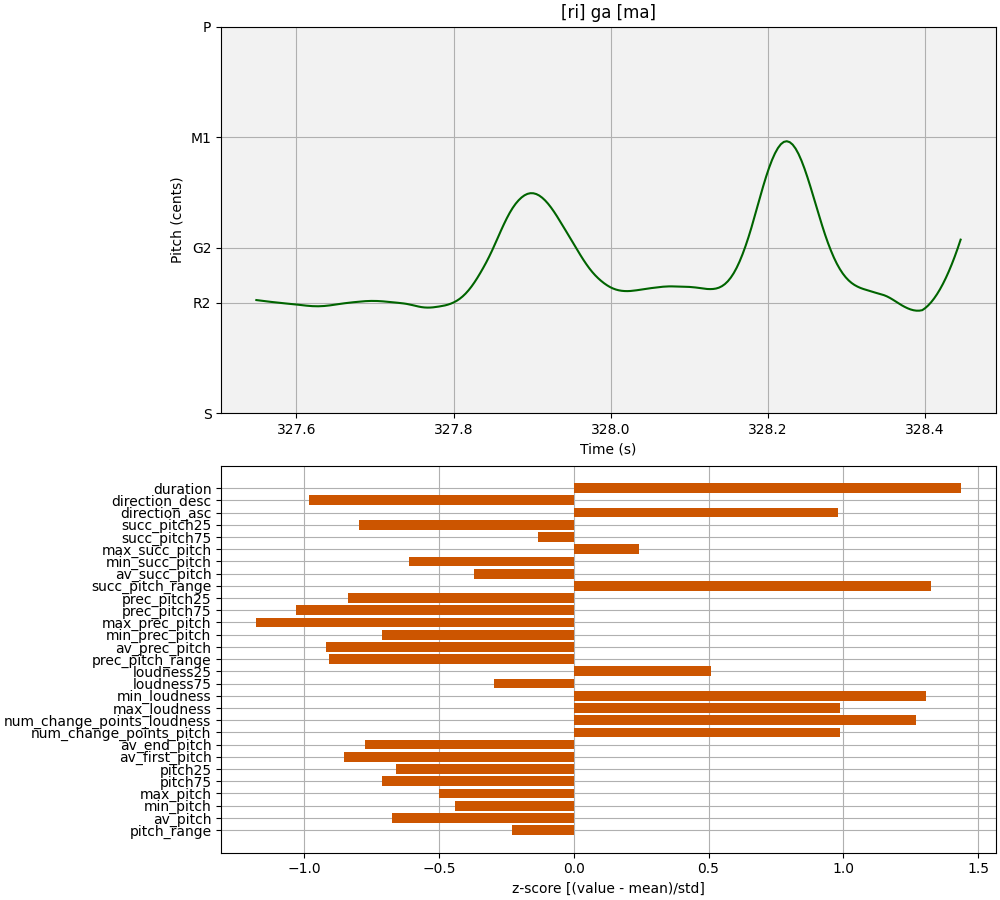 [ri] ga [ma]
P
M1
G2
R2
S
Pitch (cents)
327.6 327.8 328.0 328.2 328.4
Time (s)
duration
direction_desc
direction_asc
succ_pitch25
succ_pitch75
max_succ_pitch
min_succ_pitch
av_succ_pitch
succ_pitch_range
prec_pitch25
prec_pitch75
max_prec_pitch
min_prec_pitch
av_prec_pitch
prec_pitch_range
loudness25
loudness75
min_loudness
max_loudness
num_change_points_loudness
num_change_points_pitch
av_end_pitch
av_first_pitch
pitch25
pitch75
max_pitch
min_pitch
av_pitch
pitch_range
−1.0 −0.5 0.0 0.5 1.0 1.5
z-score [(value - mean)/std]